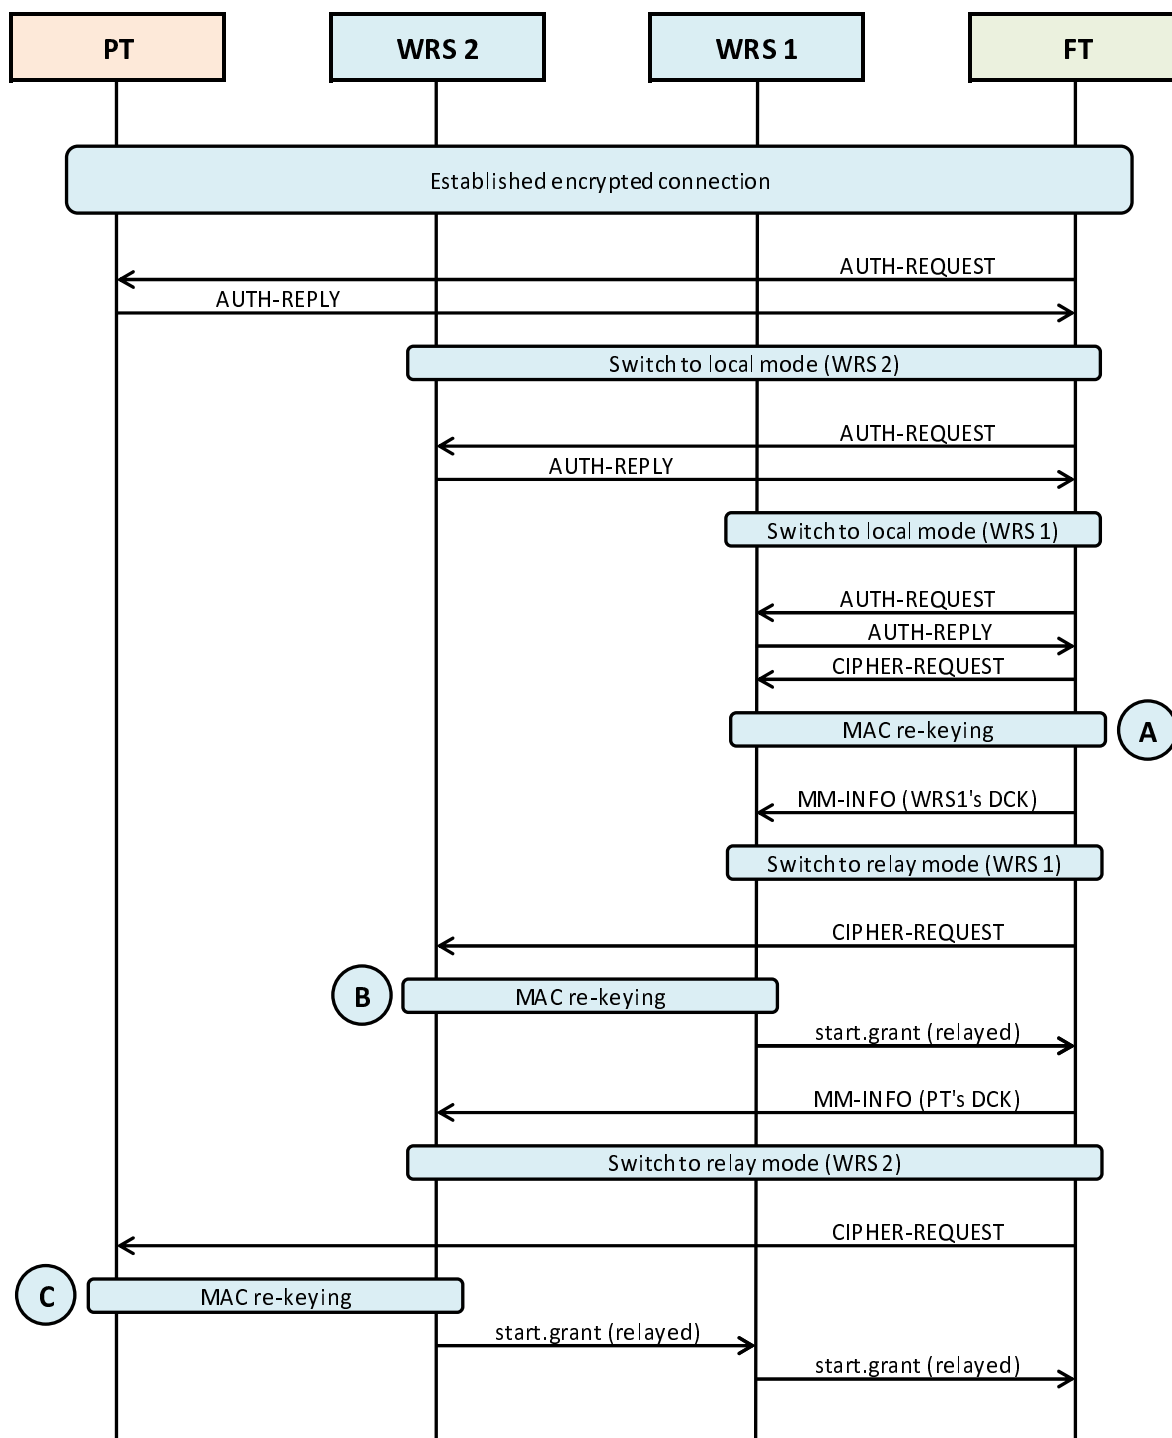 PT
WRS 2
WRS 1
FT
Established encrypted connection
AUTH-REQUEST
AUTH-REPLY
Switch to local mode (WRS 2)
AUTH-REQUEST
AUTH-REPLY
Switch to local mode (WRS 1)
AUTH-REQUEST
AUTH-REPLY
CIPHER-REQUEST
MAC re-keying
A
MM-INFO (WRS1's DCK)
Switch to relay mode (WRS 1)
CIPHER-REQUEST
B
MAC re-keying
start.grant (relayed)
MM-INFO (PT's DCK)
Switch to relay mode (WRS 2)
CIPHER-REQUEST
C
MAC re-keying
start.grant (relayed)
start.grant (relayed)